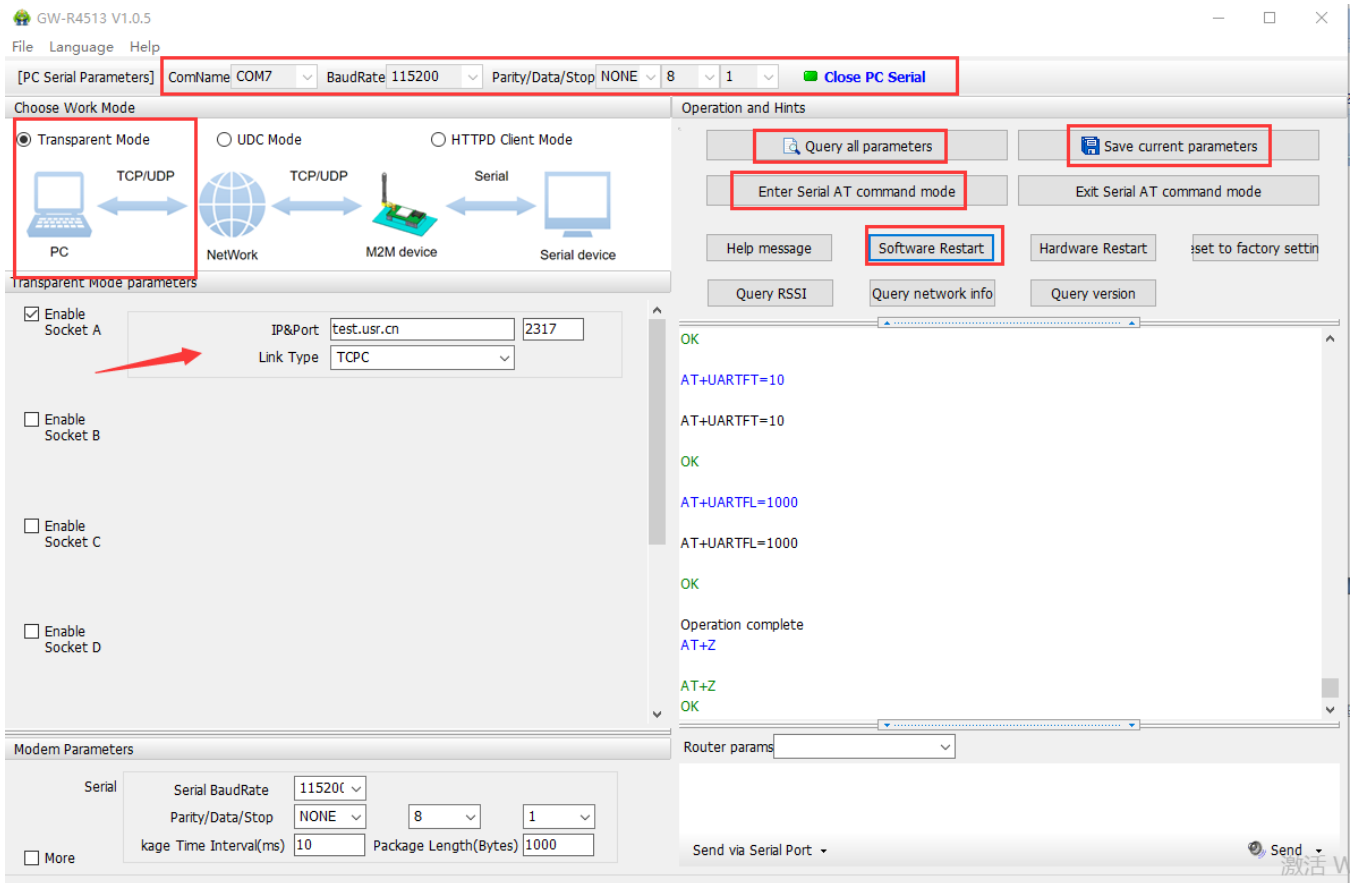 GW-R4513 V1.0.5
File Language Help
[PC Serial Parameters] ComName COM7 BaudRate 115200 Parity/Data/Stop NONE 8 1 Close PC Serial
Choose Work Mode
Transparent Mode UDC Mode HTTPD Client Mode
TCP/UDP TCP/UDP Serial
PC NetWork M2M device Serial device
Transparent Mode parameters
Enable
Socket A
IP&Port test.usr.cn 2317
Link Type TCPC
Enable
Socket B
Enable
Socket C
Enable
Socket D
Modem Parameters
Serial
Serial BaudRate 11520(
Parity/Data/Stop NONE 8 1
kage Time Interval(ms) 10 Package Length(Bytes) 1000
More
Operation and Hints
Query all parameters Save current parameters
Enter Serial AT command mode Exit Serial AT command mode
Help message Software Restart Hardware Restart eset to factory settin
Query RSSI Query network info Query version
OK
AT+UARTFT=10
AT+UARTFT=10
OK
AT+UARTFL=1000
AT+UARTFL=1000
OK
Operation complete
AT+Z
AT+Z
OK
Router params
Send via Serial Port Send
激活 W